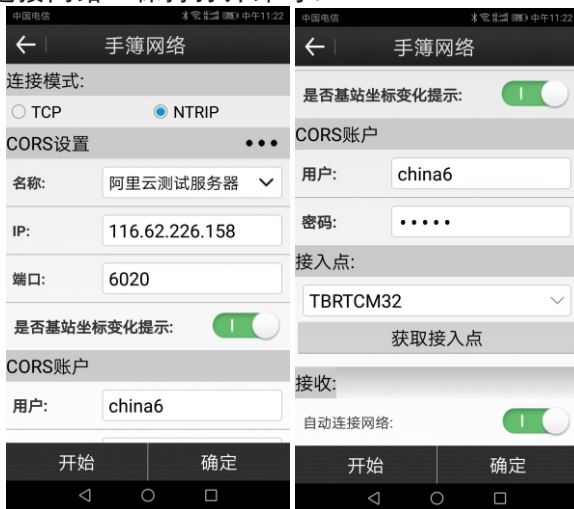 中国电信
中午11:22
手簿网络
连接模式:
TCP
NTRIP
CORS设置
名称:
阿里云测试服务器
IP:
116.62.226.158
端口:
6020
是否基站坐标变化提示:
CORS账户
用户:
china6
开始
确定
中国电信
中午11:22
手簿网络
是否基站坐标变化提示:
CORS账户
用户:
china6
密码:
•••••
接入点:
TBRTCM32
获取接入点
接收:
自动连接网络:
开始
确定